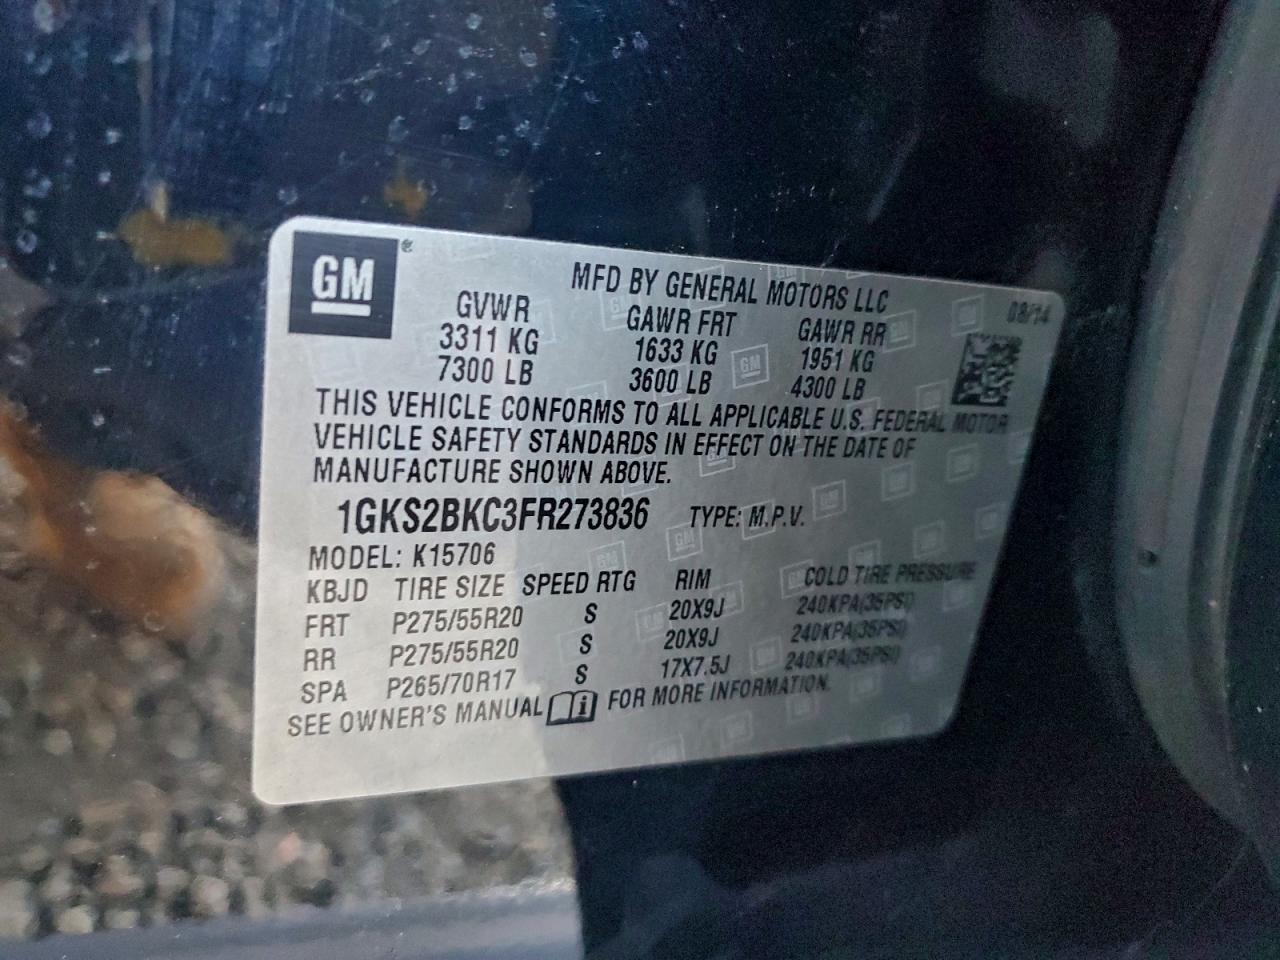 GM ®
MFD BY GENERAL MOTORS LLC
08/14
GVWR GAWR FRT GAWR RR
3311 KG 1633 KG 1951 KG
7300 LB 3600 LB 4300 LB
THIS VEHICLE CONFORMS TO ALL APPLICABLE U.S. FEDERAL MOTOR
VEHICLE SAFETY STANDARDS IN EFFECT ON THE DATE OF
MANUFACTURE SHOWN ABOVE.
1GKS2BKC3FR273836 TYPE: M.P.V.
MODEL: K15706
KBJD TIRE SIZE SPEED RTG RIM COLD TIRE PRESSURE
FRT P275/55R20 S 20X9J 240KPA(35PSI)
RR P275/55R20 S 20X9J 240KPA(35PSI)
SPA P265/70R17 S 17X7.5J 240KPA(35PSI)
SEE OWNER'S MANUAL i FOR MORE INFORMATION.